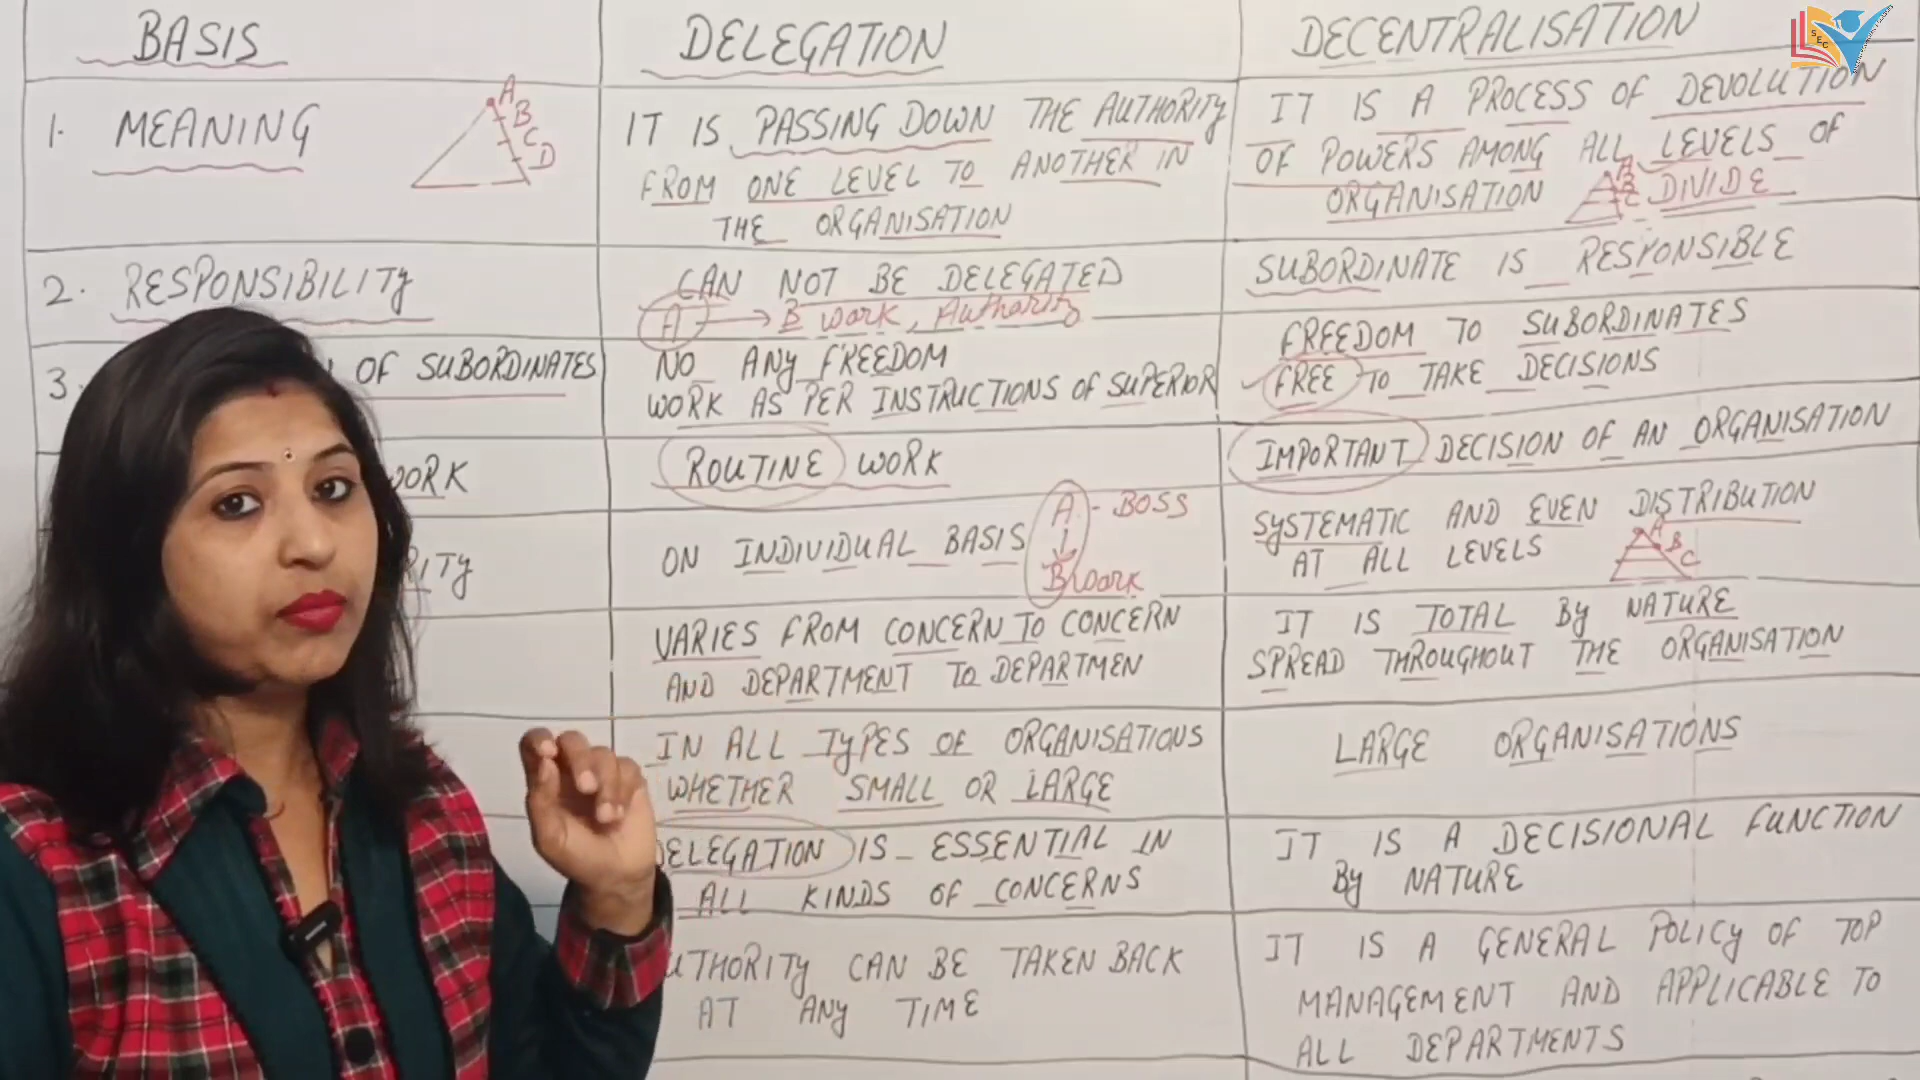 BASIS
DELEGATION
DECENTRALISATION
SEC
1. MEANING
A
B
C
D
IT IS PASSING DOWN THE AUTHORITY
FROM ONE LEVEL TO ANOTHER IN
THE ORGANISATION
IT IS A PROCESS OF DEVOLUTION
OF POWERS AMONG ALL LEVELS OF
ORGANISATION
A
B
C
DIVIDE
2. RESPONSIBILITY
CAN NOT BE DELEGATED
A → B work, Authority
SUBORDINATE IS RESPONSIBLE
3.
OF SUBORDINATES
NO ANY FREEDOM
WORK AS PER INSTRUCTIONS OF SUPERIOR
FREEDOM TO SUBORDINATES
FREE TO TAKE DECISIONS
WORK
ROUTINE WORK
IMPORTANT DECISION OF AN ORGANISATION
RITY
ON INDIVIDUAL BASIS
A - BOSS
B work
SYSTEMATIC AND EVEN DISTRIBUTION
AT ALL LEVELS
A
B
C
VARIES FROM CONCERN TO CONCERN
AND DEPARTMENT TO DEPARTMEN
IT IS TOTAL BY NATURE
SPREAD THROUGHOUT THE ORGANISATION
IN ALL TYPES OF ORGANISATIONS
WHETHER SMALL OR LARGE
LARGE ORGANISATIONS
DELEGATION IS ESSENTIAL IN
ALL KINDS OF CONCERNS
IT IS A DECISIONAL FUNCTION
BY NATURE
UTHORITY CAN BE TAKEN BACK
AT ANY TIME
IT IS A GENERAL POLICY OF TOP
MANAGEMENT AND APPLICABLE TO
ALL DEPARTMENTS